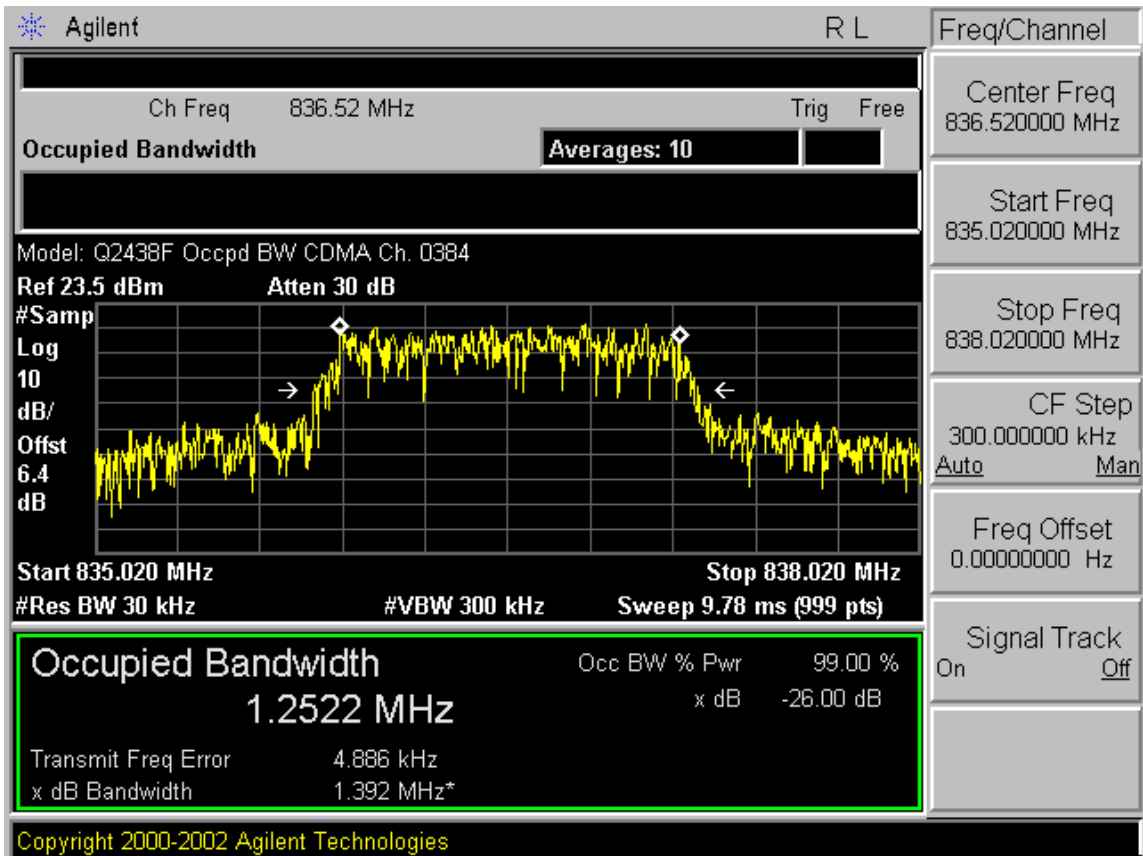 Agilent R L
Freq/Channel
Ch Freq 836.52 MHz Trig Free
Occupied Bandwidth Averages: 10
Model: Q2438F Occpd BW CDMA Ch. 0384
Ref 23.5 dBm Atten 30 dB
#Samp
Log
10
dB/
Offst
6.4
dB
Start 835.020 MHz Stop 838.020 MHz
#Res BW 30 kHz #VBW 300 kHz Sweep 9.78 ms (999 pts)
Occupied Bandwidth Occ BW % Pwr 99.00 %
1.2522 MHz x dB -26.00 dB
Transmit Freq Error 4.886 kHz
x dB Bandwidth 1.392 MHz*
Center Freq
836.520000 MHz
Start Freq
835.020000 MHz
Stop Freq
838.020000 MHz
CF Step
300.000000 kHz
Auto Man
Freq Offset
0.00000000 Hz
Signal Track
On Off
Copyright 2000-2002 Agilent Technologies